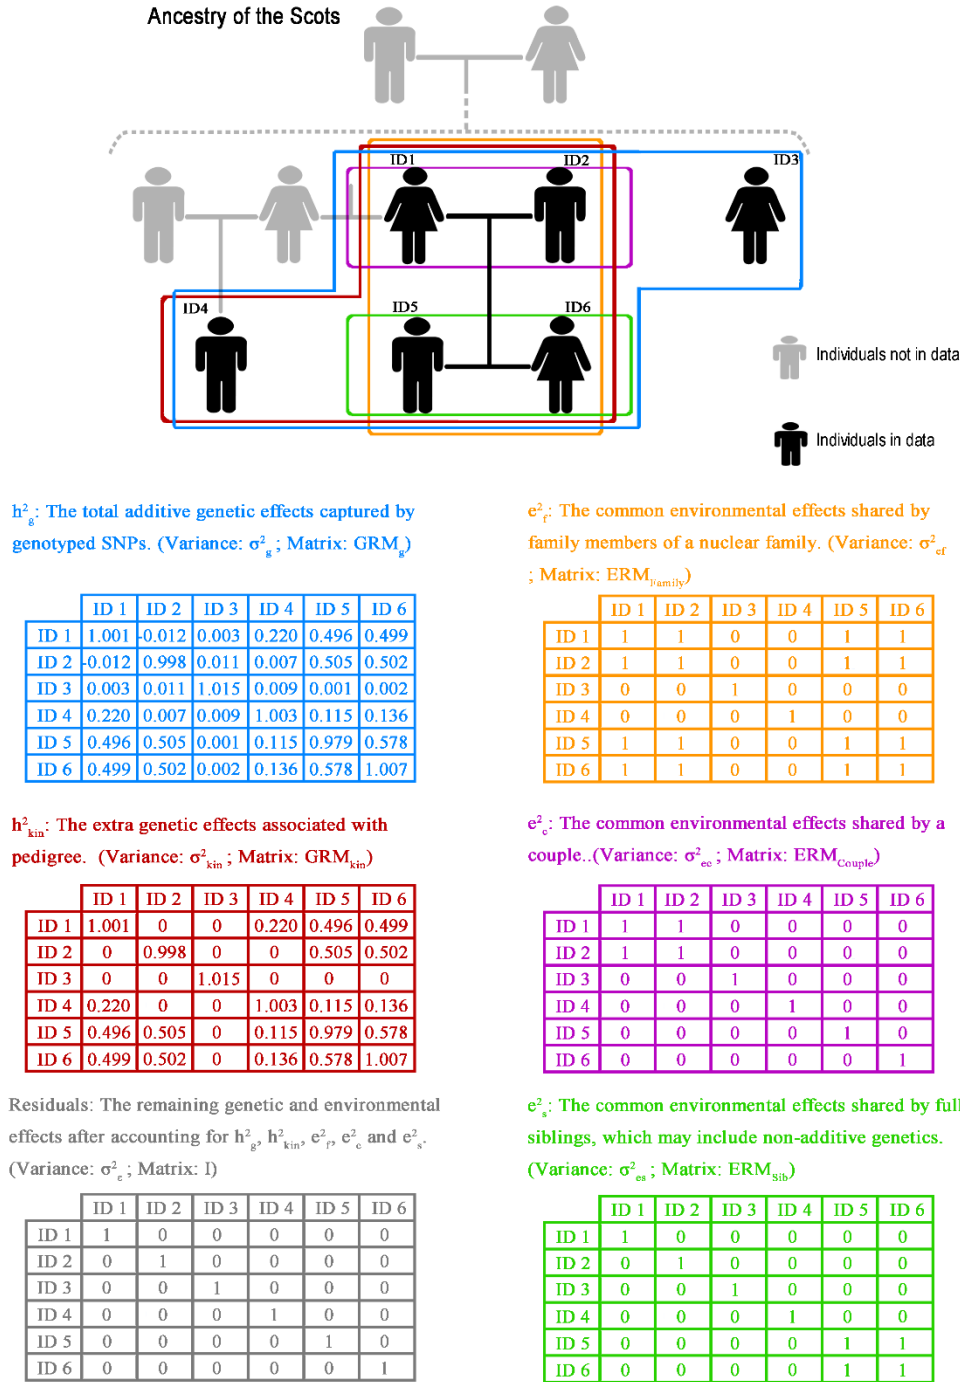 Ancestry of the Scots
ID1
ID2
ID3
ID4
ID5
ID6
Individuals not in data
Individuals in data
h²g: The total additive genetic effects captured by
genotyped SNPs. (Variance: σ²g ; Matrix: GRMg)
ID 1 ID 2 ID 3 ID 4 ID 5 ID 6
ID 1 1.001 -0.012 0.003 0.220 0.496 0.499
ID 2 -0.012 0.998 0.011 0.007 0.505 0.502
ID 3 0.003 0.011 1.015 0.009 0.001 0.002
ID 4 0.220 0.007 0.009 1.003 0.115 0.136
ID 5 0.496 0.505 0.001 0.115 0.979 0.578
ID 6 0.499 0.502 0.002 0.136 0.578 1.007
e²f: The common environmental effects shared by
family members of a nuclear family. (Variance: σ²ef
; Matrix: ERMFamily)
ID 1 ID 2 ID 3 ID 4 ID 5 ID 6
ID 1 1 1 0 0 1 1
ID 2 1 1 0 0 1 1
ID 3 0 0 1 0 0 0
ID 4 0 0 0 1 0 0
ID 5 1 1 0 0 1 1
ID 6 1 1 0 0 1 1
h²kin: The extra genetic effects associated with
pedigree. (Variance: σ²kin ; Matrix: GRMkin)
ID 1 ID 2 ID 3 ID 4 ID 5 ID 6
ID 1 1.001 0 0 0.220 0.496 0.499
ID 2 0 0.998 0 0 0.505 0.502
ID 3 0 0 1.015 0 0 0
ID 4 0.220 0 0 1.003 0.115 0.136
ID 5 0.496 0.505 0 0.115 0.979 0.578
ID 6 0.499 0.502 0 0.136 0.578 1.007
e²c: The common environmental effects shared by a
couple..(Variance: σ²ec ; Matrix: ERMCouple)
ID 1 ID 2 ID 3 ID 4 ID 5 ID 6
ID 1 1 1 0 0 0 0
ID 2 1 1 0 0 0 0
ID 3 0 0 1 0 0 0
ID 4 0 0 0 1 0 0
ID 5 0 0 0 0 1 0
ID 6 0 0 0 0 0 1
Residuals: The remaining genetic and environmental
effects after accounting for h²g, h²kin, e²f, e²c and e²s.
(Variance: σ²e ; Matrix: I)
ID 1 ID 2 ID 3 ID 4 ID 5 ID 6
ID 1 1 0 0 0 0 0
ID 2 0 1 0 0 0 0
ID 3 0 0 1 0 0 0
ID 4 0 0 0 1 0 0
ID 5 0 0 0 0 1 0
ID 6 0 0 0 0 0 1
e²s: The common environmental effects shared by full
siblings, which may include non-additive genetics.
(Variance: σ²es ; Matrix: ERMSib)
ID 1 ID 2 ID 3 ID 4 ID 5 ID 6
ID 1 1 0 0 0 0 0
ID 2 0 1 0 0 0 0
ID 3 0 0 1 0 0 0
ID 4 0 0 0 1 0 0
ID 5 0 0 0 0 1 1
ID 6 0 0 0 0 1 1